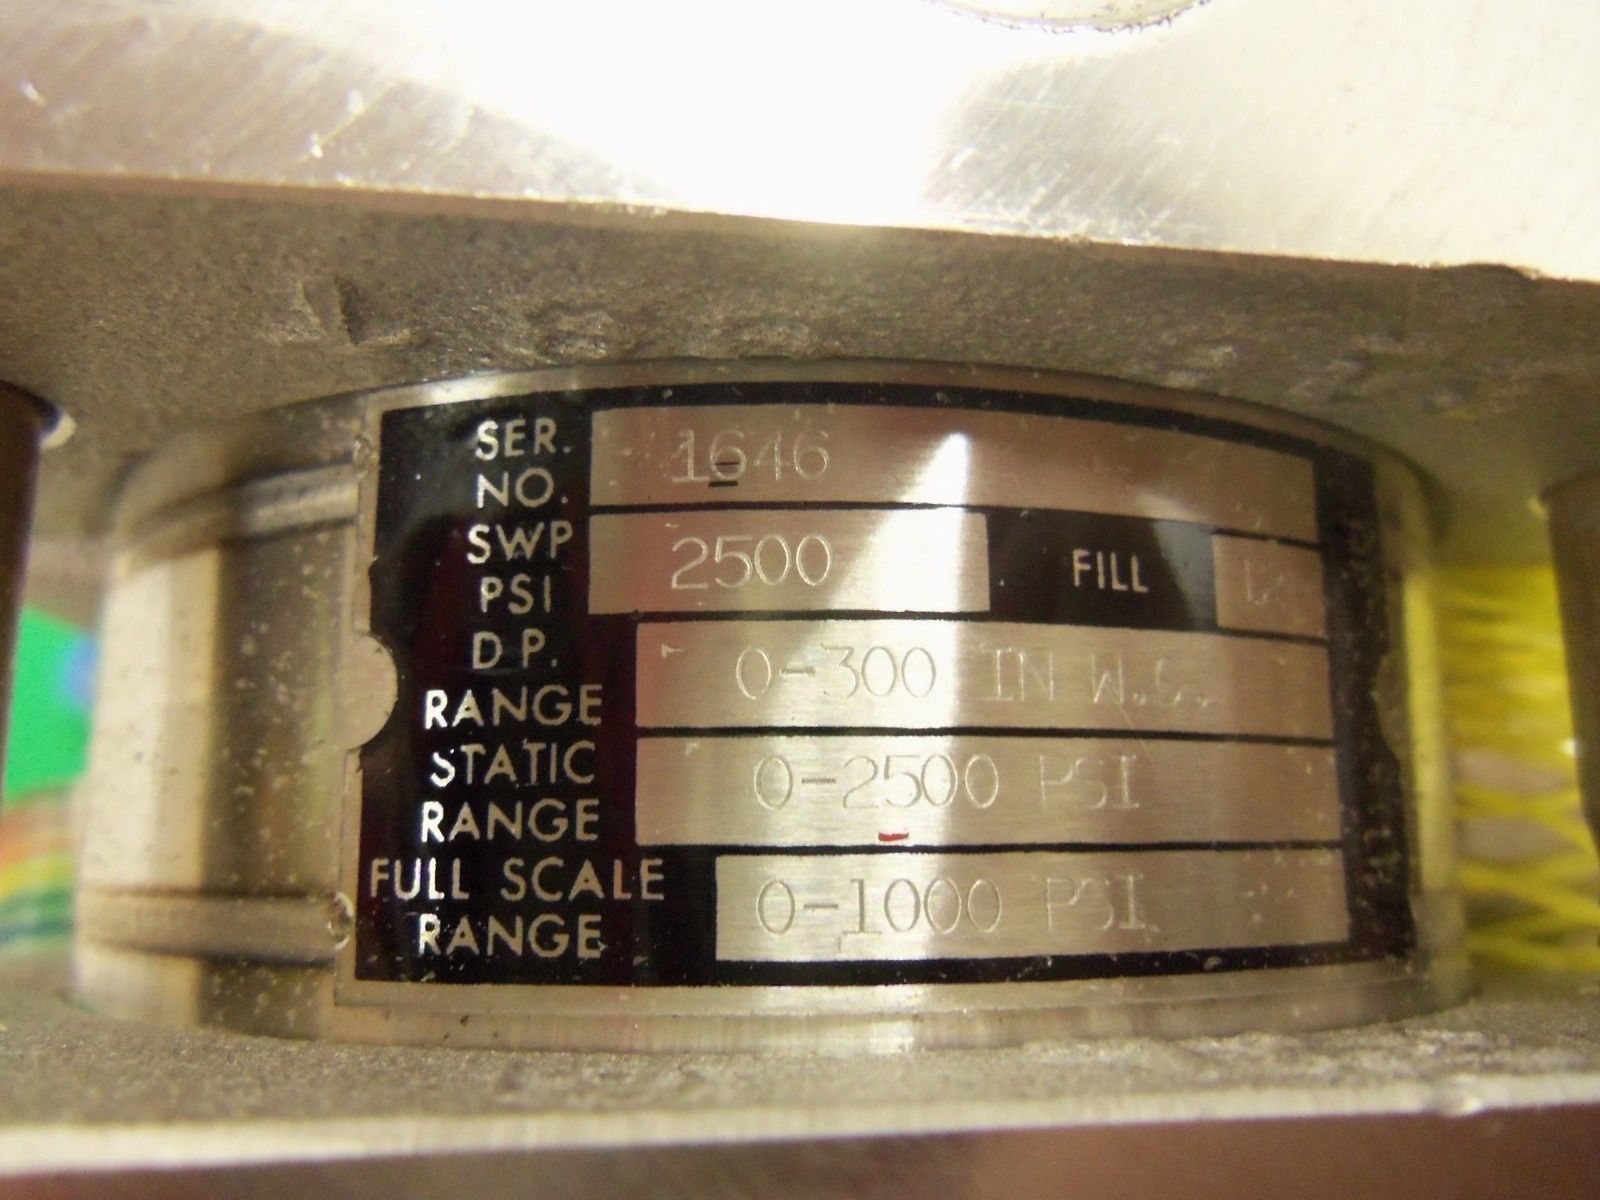 SER. NO. 1646
SWP PSI 2500 FILL
D.P. RANGE 0-300 IN W.C.
STATIC RANGE 0-2500 PSI
FULL SCALE RANGE 0-1000 PSI